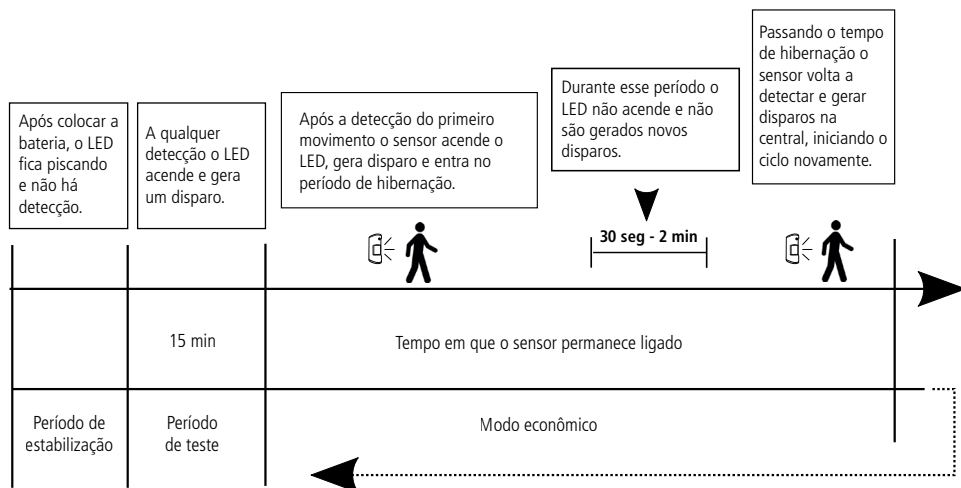 Após colocar a
bateria, o LED
fica piscando
e não há
detecção.
A qualquer
detecção o LED
acende e gera
um disparo.
Após a detecção do primeiro
movimento o sensor acende o
LED, gera disparo e entra no
período de hibernação.
Durante esse período o
LED não acende e não
são gerados novos
disparos.
Passando o tempo
de hibernação o
sensor volta a
detectar e gerar
disparos na
central, iniciando o
ciclo novamente.
30 seg - 2 min
15 min
Tempo em que o sensor permanece ligado
Período de
estabilização
Período
de teste
Modo econômico